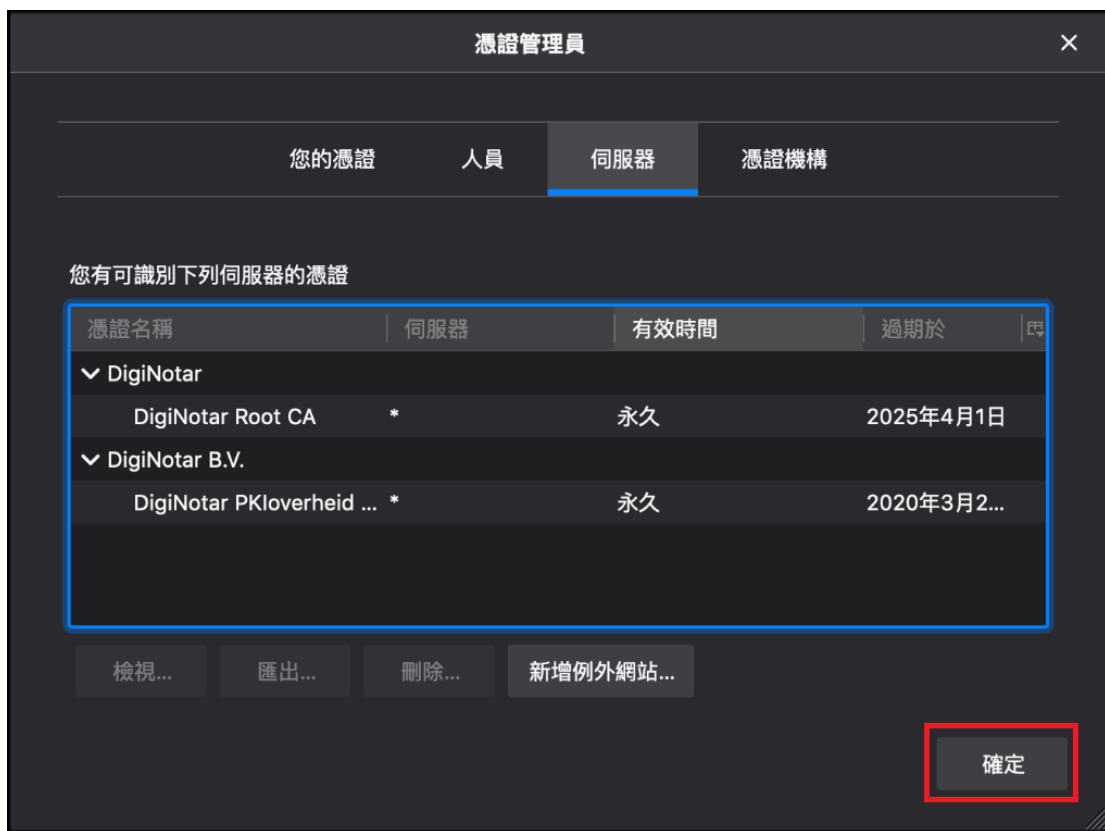 憑證管理員
您的憑證 人員 伺服器 憑證機構
您有可識別下列伺服器的憑證
憑證名稱 伺服器 有效時間 過期於
DigiNotar
DigiNotar Root CA * 永久 2025年4月1日
DigiNotar B.V.
DigiNotar PKIoverheid ... * 永久 2020年3月2...
檢視... 匯出... 刪除... 新增例外網站...
確定